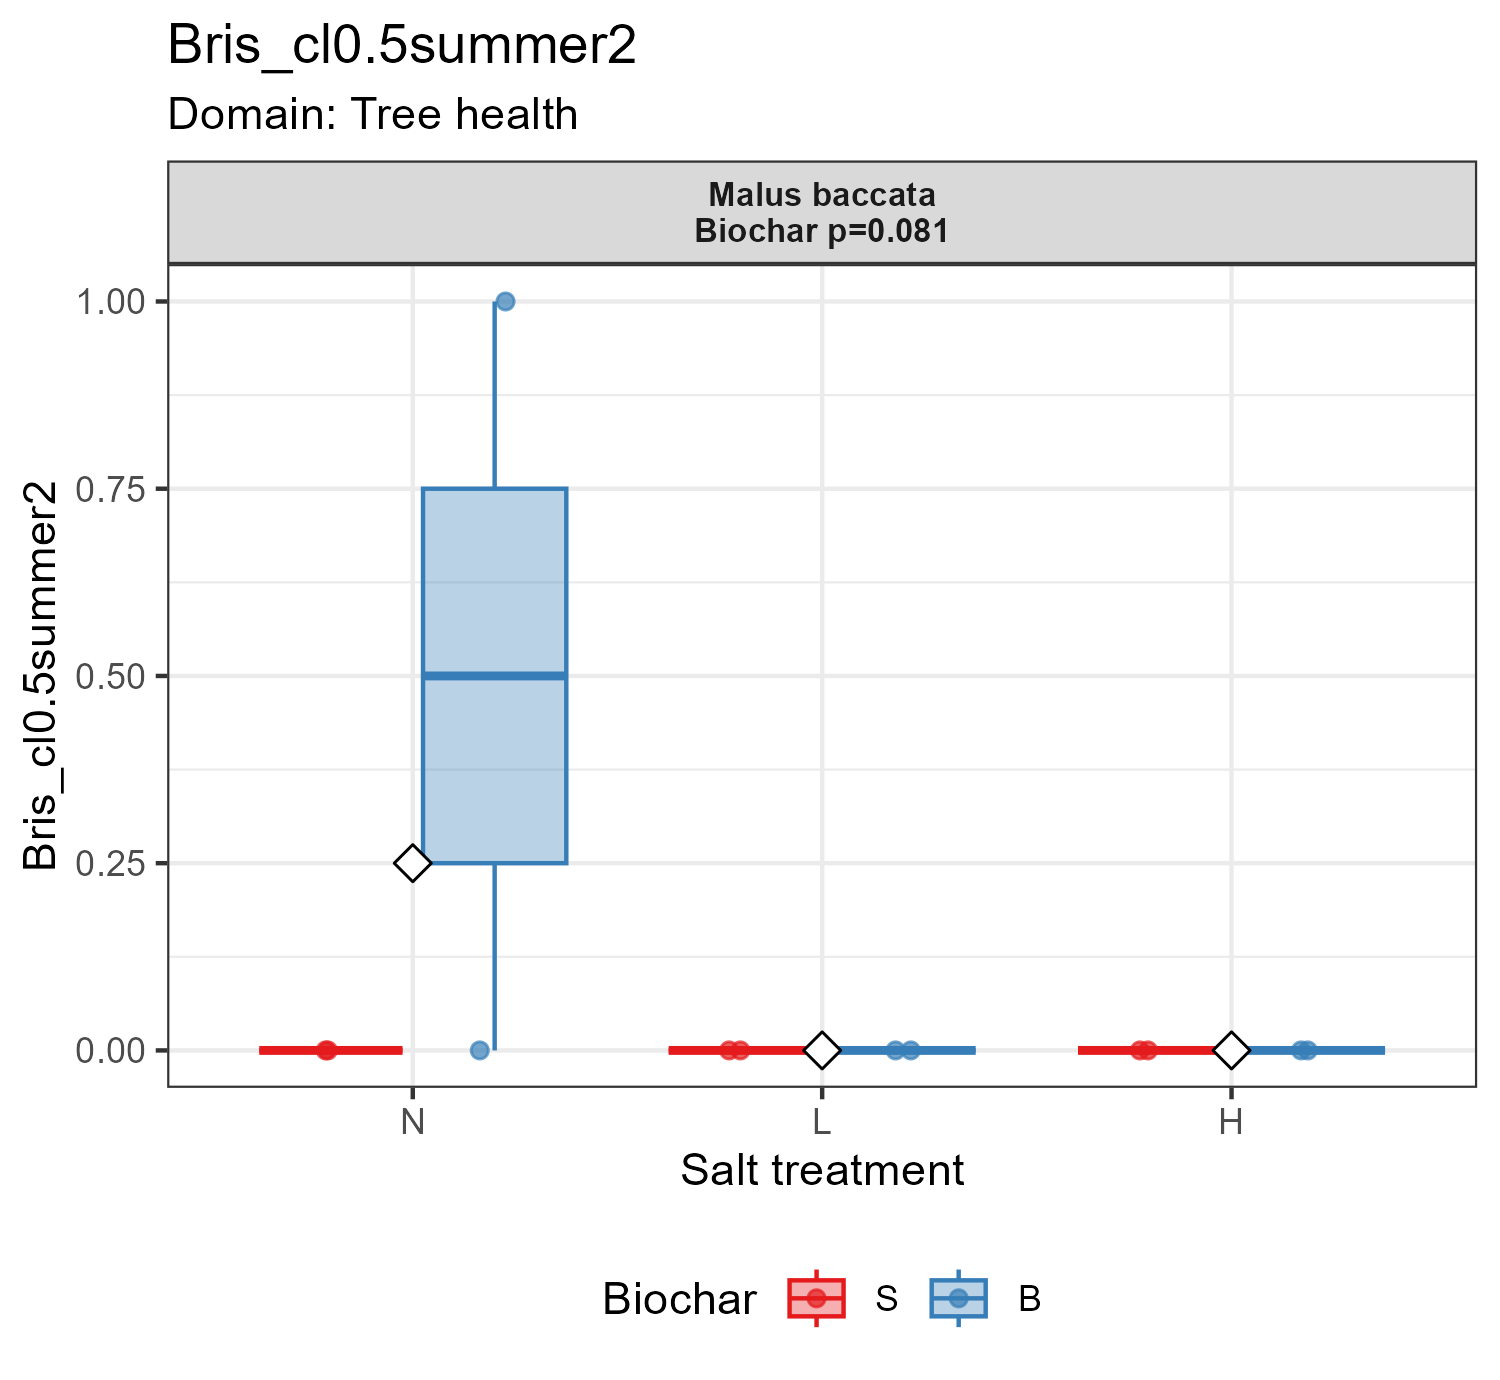 Bris_cl0.5summer2
Domain: Tree health
Malus baccata
Biochar p=0.081
Bris_cl0.5summer2
1.00
0.75
0.50
0.25
0.00
N L H
Salt treatment
Biochar S B